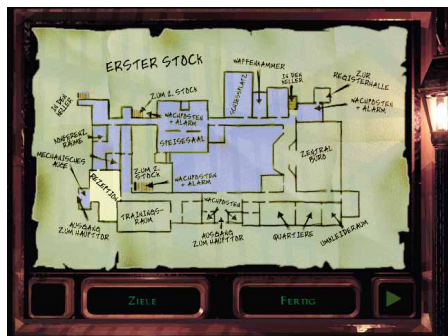 ERSTER STOCK
WAFFENKAMMER
IN DEN
KELLER
ZUR
REGISTERHALLE
IN DEN
KELLER
ZUM 2. STOCK
SCHIESSPLATZ
WACHPOSTEN
+ ALARM
WACHPOSTEN
+ ALARM
KONFERENZ
RÄUME
SPEISESAAL
ZENTRAL
BÜRO
MECHANISCHES
AUGE
REZEPTION
ZUM 2.
STOCK
WACHPOSTEN
+ ALARM
AUSGANG
ZUM HAUPTTOR
TRAININGS-
RAUM
WACHPOSTEN
AUSGANG
ZUM HAUPTTOR
QUARTIERE
UMKLEIDERAUM
ZIELE
FERTIG